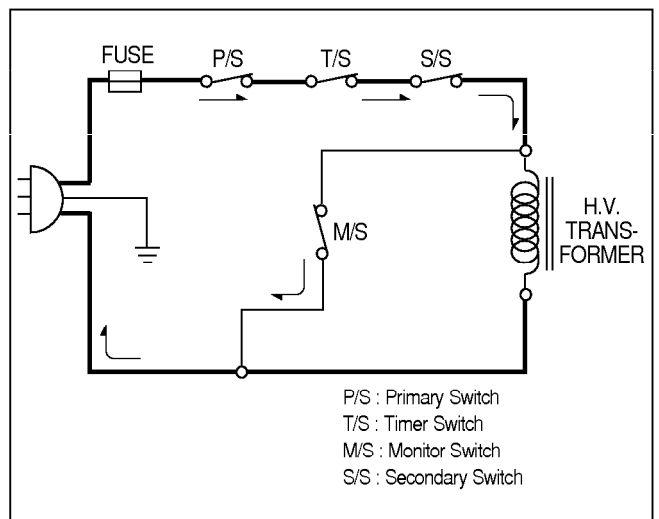 FUSE
P/S
T/S
S/S
M/S
H.V.
TRANS-
FORMER
P/S : Primary Switch
T/S : Timer Switch
M/S : Monitor Switch
S/S : Secondary Switch